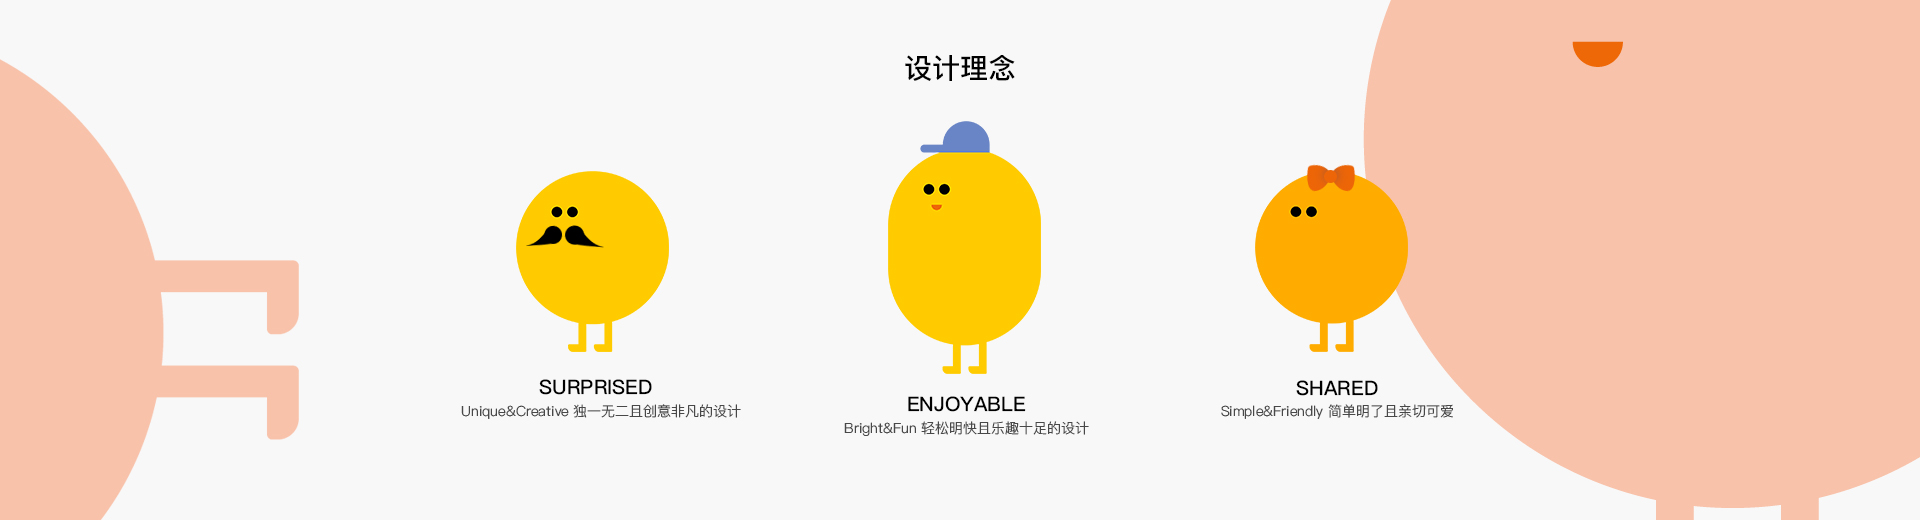 设计理念
SURPRISED
Unique&Creative 独一无二且创意非凡的设计
ENJOYABLE
Bright&Fun 轻松明快且乐趣十足的设计
SHARED
Simple&Friendly 简单明了且亲切可爱